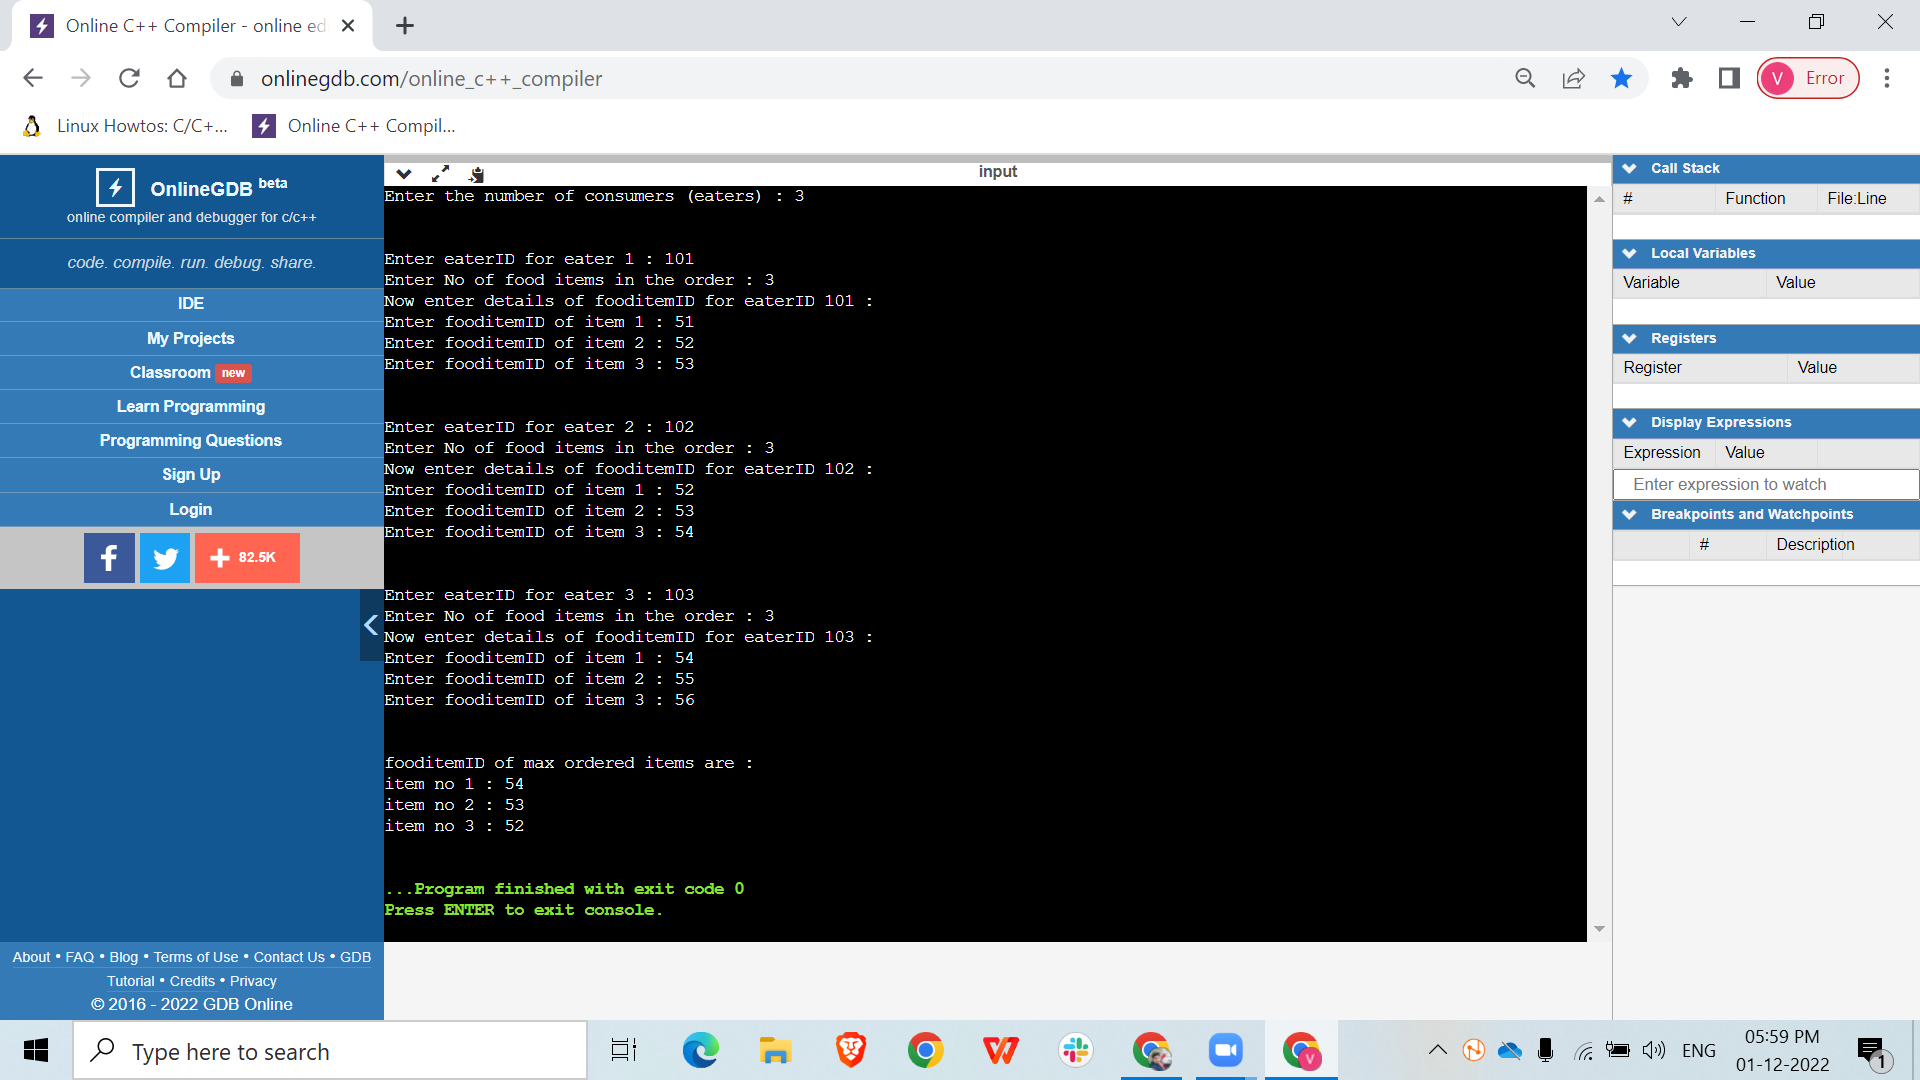 Online C++ Compiler - online ed
onlinegdb.com/online_c++_compiler
V Error
Linux Howtos: C/C+...
Online C++ Compil...
OnlineGDB beta
online compiler and debugger for c/c++
code. compile. run. debug. share.
IDE
My Projects
Classroom new
Learn Programming
Programming Questions
Sign Up
Login
f
82.5K
About • FAQ • Blog • Terms of Use • Contact Us • GDB
Tutorial • Credits • Privacy
© 2016 - 2022 GDB Online
input
Enter the number of consumers (eaters) : 3
Enter eaterID for eater 1 : 101
Enter No of food items in the order : 3
Now enter details of fooditemID for eaterID 101 :
Enter fooditemID of item 1 : 51
Enter fooditemID of item 2 : 52
Enter fooditemID of item 3 : 53
Enter eaterID for eater 2 : 102
Enter No of food items in the order : 3
Now enter details of fooditemID for eaterID 102 :
Enter fooditemID of item 1 : 52
Enter fooditemID of item 2 : 53
Enter fooditemID of item 3 : 54
Enter eaterID for eater 3 : 103
Enter No of food items in the order : 3
Now enter details of fooditemID for eaterID 103 :
Enter fooditemID of item 1 : 54
Enter fooditemID of item 2 : 55
Enter fooditemID of item 3 : 56
fooditemID of max ordered items are :
item no 1 : 54
item no 2 : 53
item no 3 : 52
...Program finished with exit code 0
Press ENTER to exit console.
Call Stack
# Function File:Line
Local Variables
Variable Value
Registers
Register Value
Display Expressions
Expression Value
Enter expression to watch
Breakpoints and Watchpoints
# Description
Type here to search
V
ENG
05:59 PM
01-12-2022
1